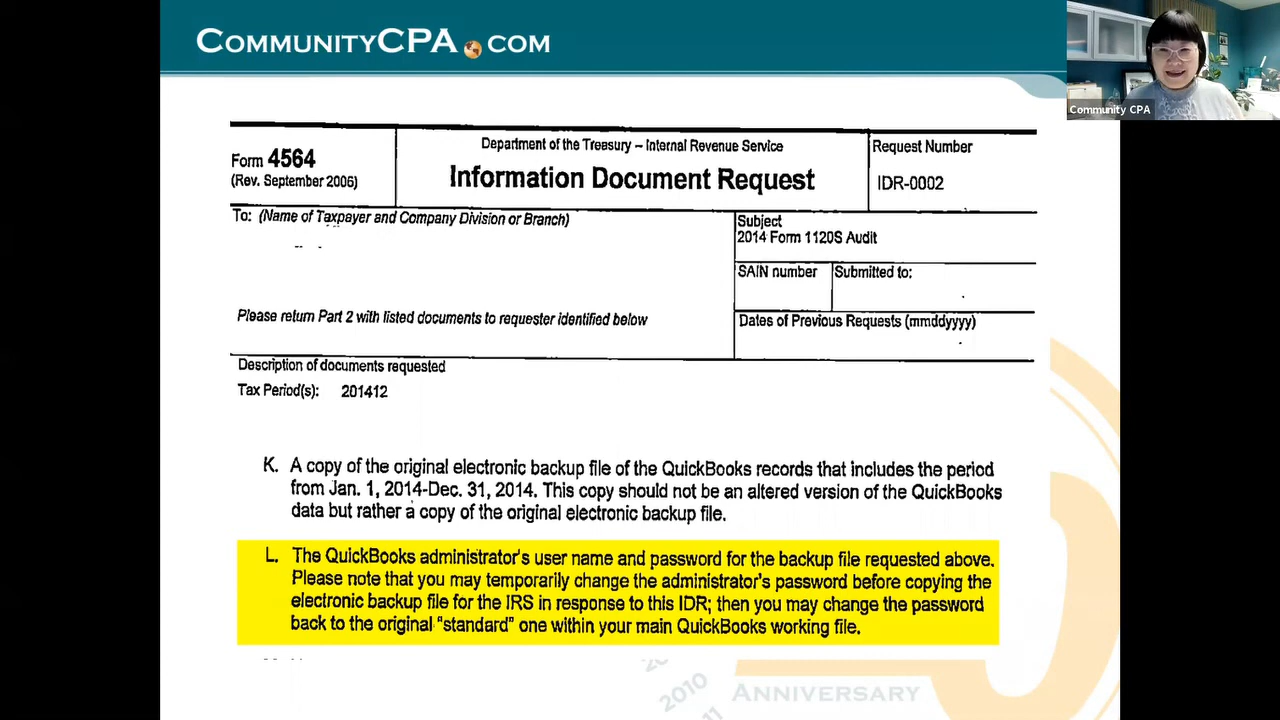 COMMUNITYCPA.COM
Community CPA
Form 4564
(Rev. September 2006)
Department of the Treasury – Internal Revenue Service
Information Document Request
Request Number
IDR-0002
To: (Name of Taxpayer and Company Division or Branch)
Subject
2014 Form 1120S Audit
SAIN number
Submitted to:
Please return Part 2 with listed documents to requester identified below
Dates of Previous Requests (mmddyyyy)
Description of documents requested
Tax Period(s): 201412
K. A copy of the original electronic backup file of the QuickBooks records that includes the period
from Jan. 1, 2014-Dec. 31, 2014. This copy should not be an altered version of the QuickBooks
data but rather a copy of the original electronic backup file.
L. The QuickBooks administrator's user name and password for the backup file requested above.
Please note that you may temporarily change the administrator's password before copying the
electronic backup file for the IRS in response to this IDR; then you may change the password
back to the original "standard" one within your main QuickBooks working file.
2010
ANNIVERSARY